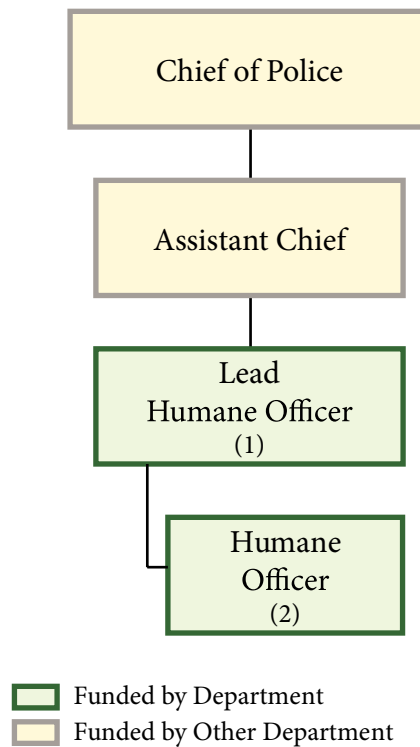 Chief of Police
Assistant Chief
Lead
Humane Officer
(1)
Humane
Officer
(2)
Funded by Department
Funded by Other Department